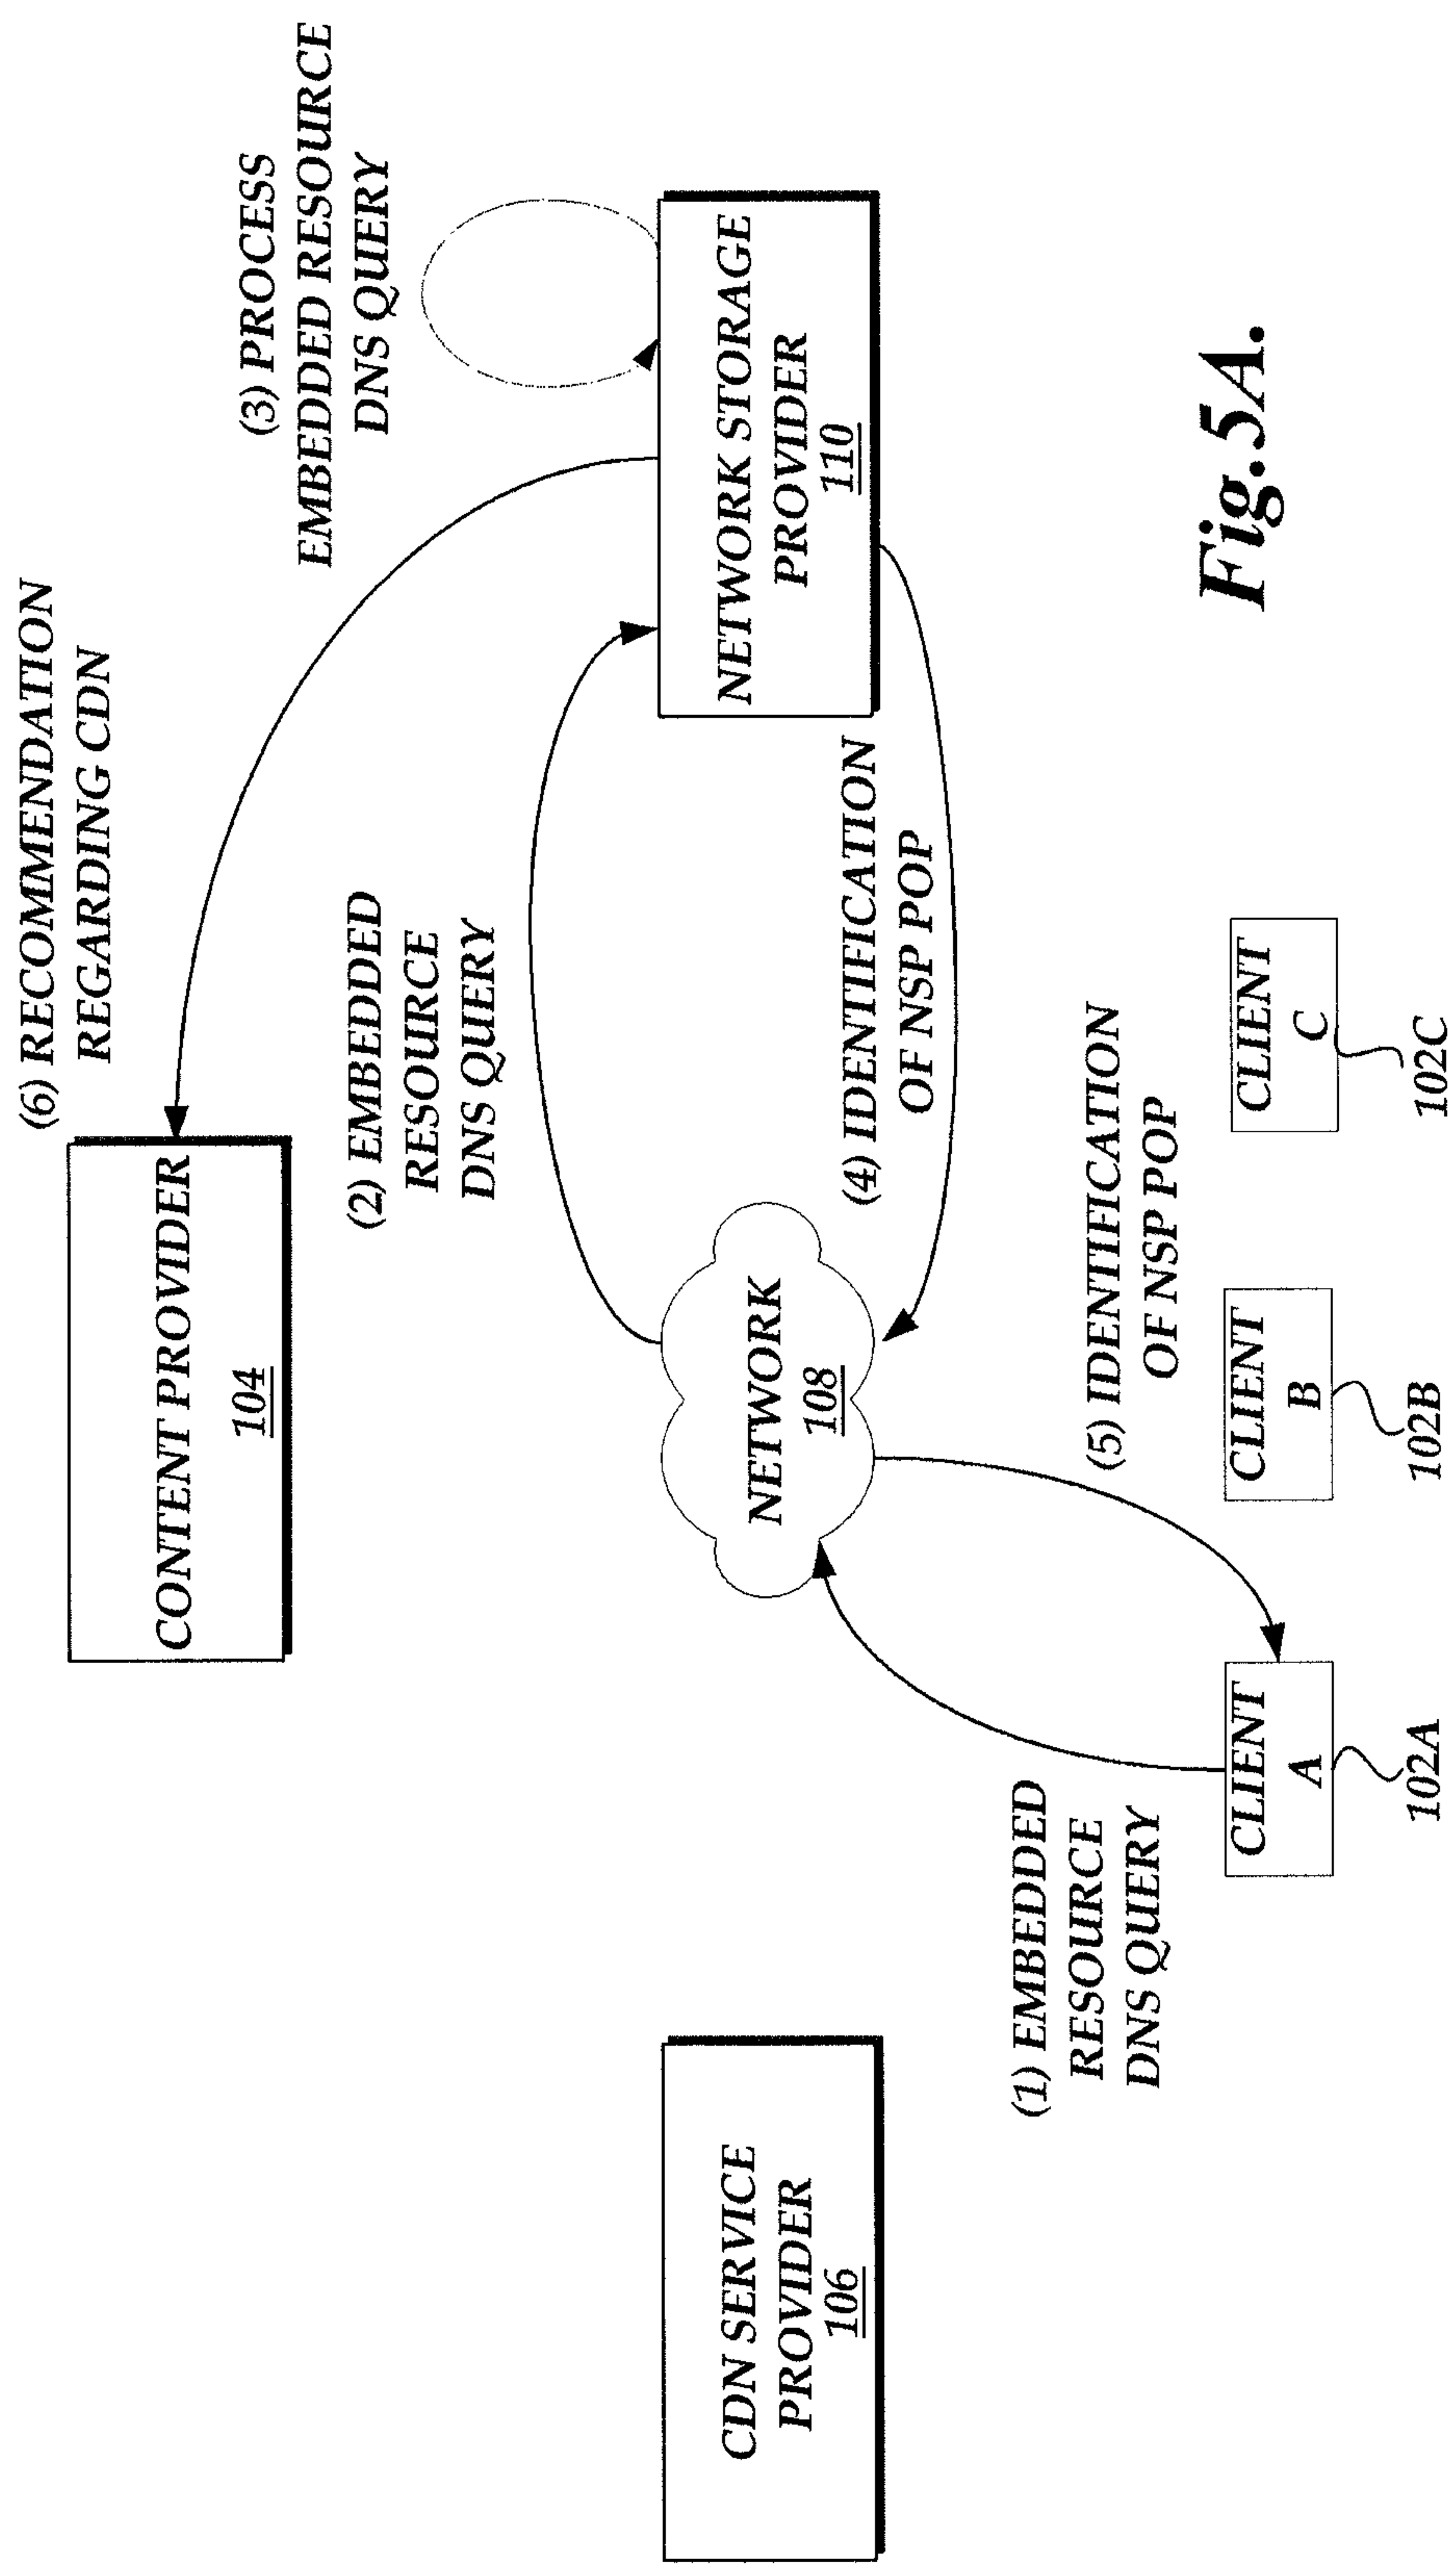 (6) RECOMMENDATION
REGARDING CDN
(3) PROCESS
EMBEDDED RESOURCE
DNS QUERY
CONTENT PROVIDER
104
(2) EMBEDDED
RESOURCE
DNS QUERY
CDN SERVICE
PROVIDER
106
NETWORK
108
NETWORK STORAGE
PROVIDER
110
(4) IDENTIFICATION
OF NSP POP
(1) EMBEDDED
RESOURCE
DNS QUERY
(5) IDENTIFICATION
OF NSP POP
CLIENT
A
102A
CLIENT
B
102B
CLIENT
C
102C
Fig.5A.